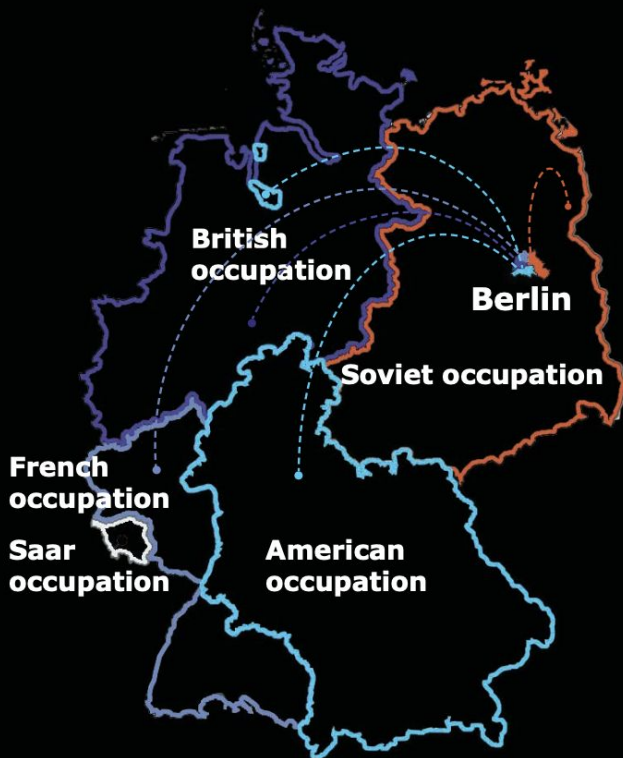 British
occupation
Berlin
Soviet occupation
French
occupation
Saar
occupation
American
occupation